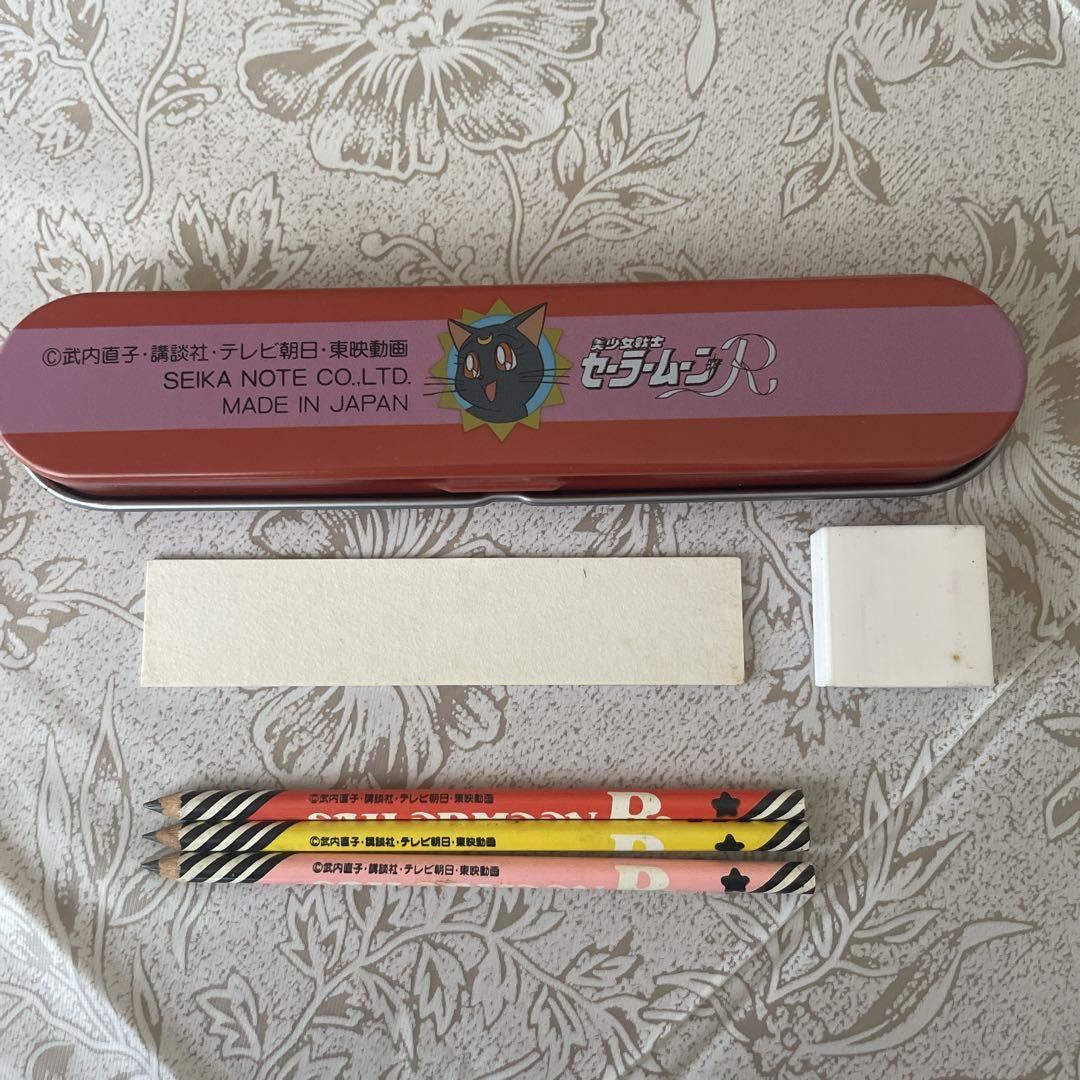 ©武内直子・講談社・テレビ朝日・東映動画
SEIKA NOTE CO.,LTD.
MADE IN JAPAN
美少女戦士
セーラームーンR
©武内直子・講談社・テレビ朝日・東映動画
SAILORMOON R
©武内直子・講談社・テレビ朝日・東映動画
R
©武内直子・講談社・テレビ朝日・東映動画
R